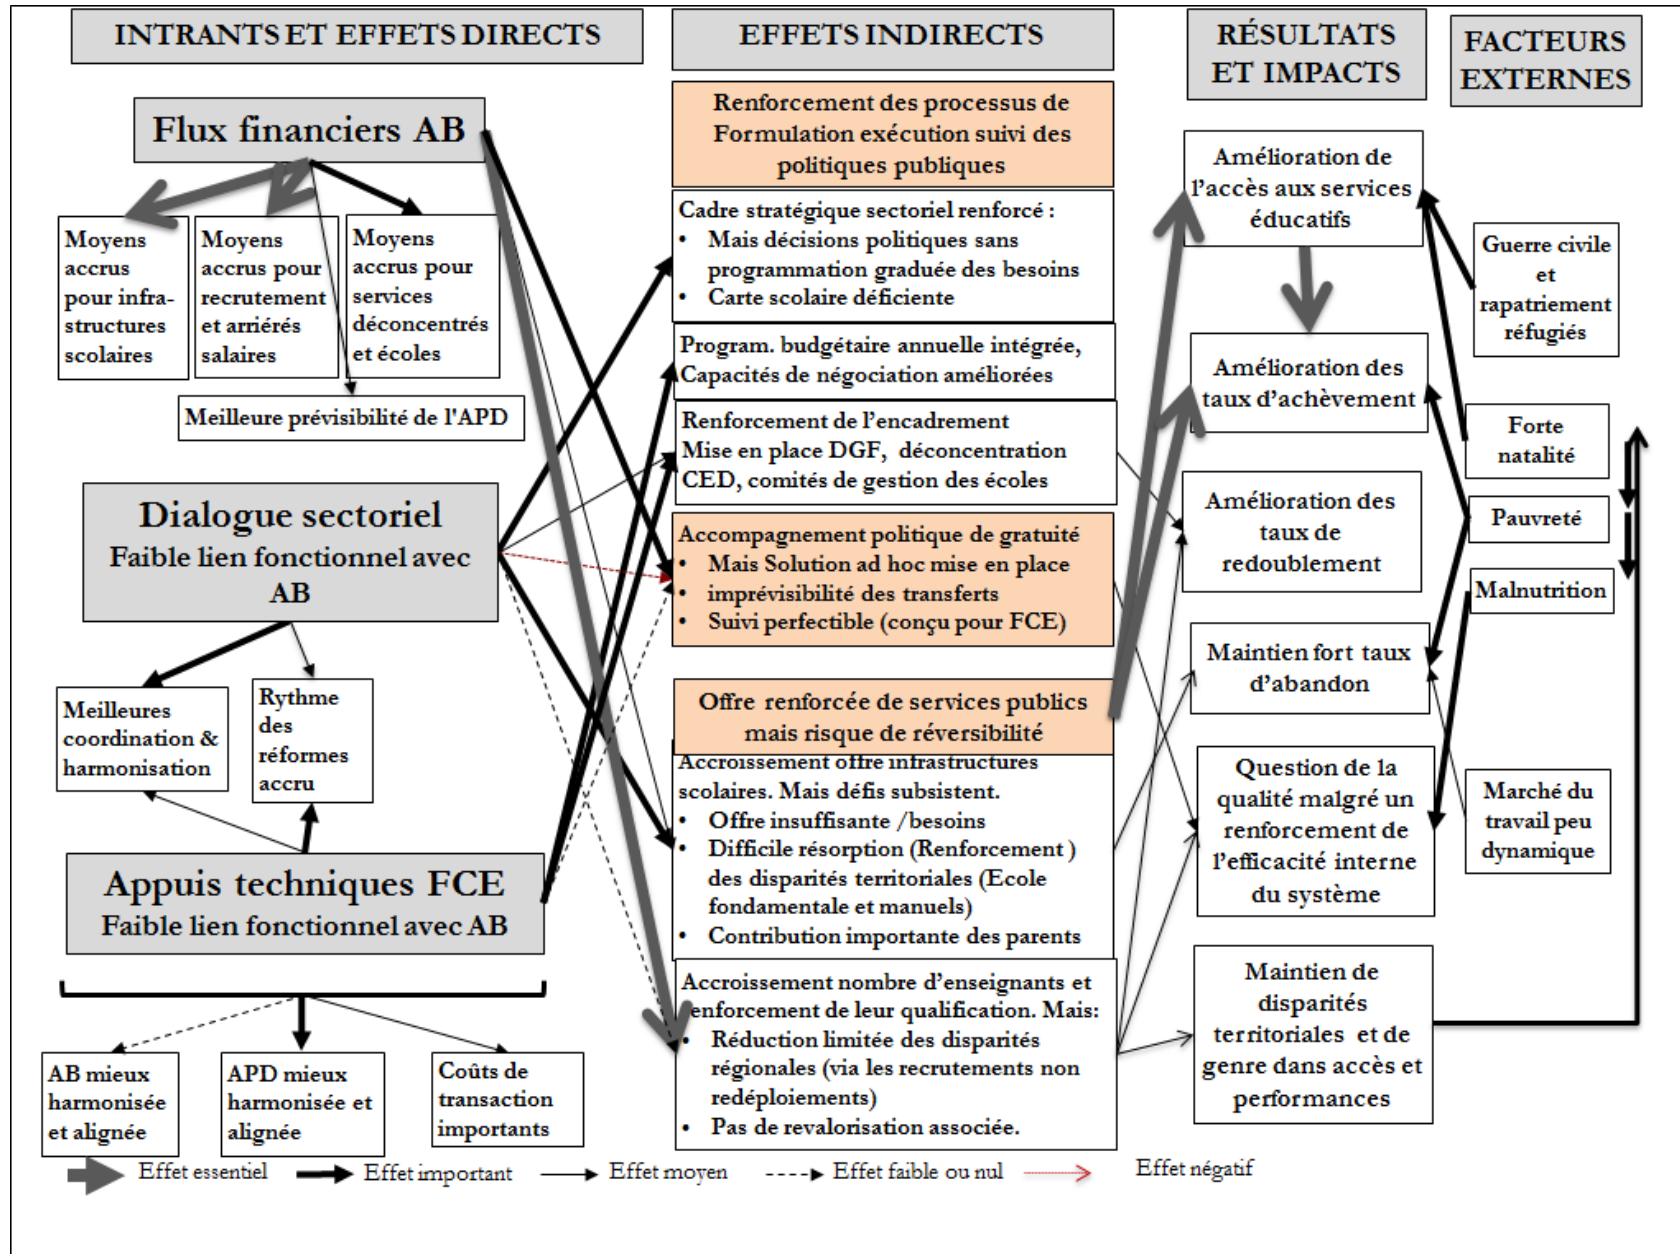 INTRANTS ET EFFETS DIRECTS
Flux financiers AB
Moyens
accrus
pour infra-
structures
scolaires
Moyens
accrus pour
recrutement
et arriérés
salaires
Moyens
accrus pour
services
déconcentrés
et écoles
Meilleure prévisibilité de l'APD
Dialogue sectoriel
Faible lien fonctionnel avec
AB
Meilleures
coordination &
harmonisation
Rythme
des
réformes
accru
Appuis techniques FCE
Faible lien fonctionnel avec AB
AB mieux
harmonisée
et alignée
APD mieux
harmonisée et
alignée
Coûts de
transaction
importants
EFFETS INDIRECTS
Renforcement des processus de
Formulation exécution suivi des
politiques publiques
Cadre stratégique sectoriel renforcé :
• Mais décisions politiques sans
programmation graduée des besoins
• Carte scolaire déficiente
Program. budgétaire annuelle intégrée,
Capacités de négociation améliorées
Renforcement de l'encadrement
Mise en place DGF, déconcentration
CED, comités de gestion des écoles
Accompagnement politique de gratuité
• Mais Solution ad hoc mise en place
• imprévisibilité des transferts
• Suivi perfectible (conçu pour FCE)
Offre renforcée de services publics
mais risque de réversibilité
Accroissement offre infrastructures
scolaires. Mais défis subsistent.
• Offre insuffisante /besoins
• Difficile résorption (Renforcement )
des disparités territoriales (Ecole
fondamentale et manuels)
• Contribution importante des parents
Accroissement nombre d'enseignants et
renforcement de leur qualification. Mais:
• Réduction limitée des disparités
régionales (via les recrutements non
redéploiements)
• Pas de revalorisation associée.
RÉSULTATS
ET IMPACTS
Amélioration de
l'accès aux services
éducatifs
Amélioration des
taux d'achèvement
Amélioration des
taux de
redoublement
Maintien fort taux
d'abandon
Question de la
qualité malgré un
renforcement de
l'efficacité interne
du système
Maintien de
disparités
territoriales et de
genre dans accès et
performances
FACTEURS
EXTERNES
Guerre civile
et
rapatriement
réfugiés
Forte
natalité
Pauvreté
Malnutrition
Marché du
travail peu
dynamique
Effet essentiel
Effet important
Effet moyen
Effet faible ou nul
Effet négatif